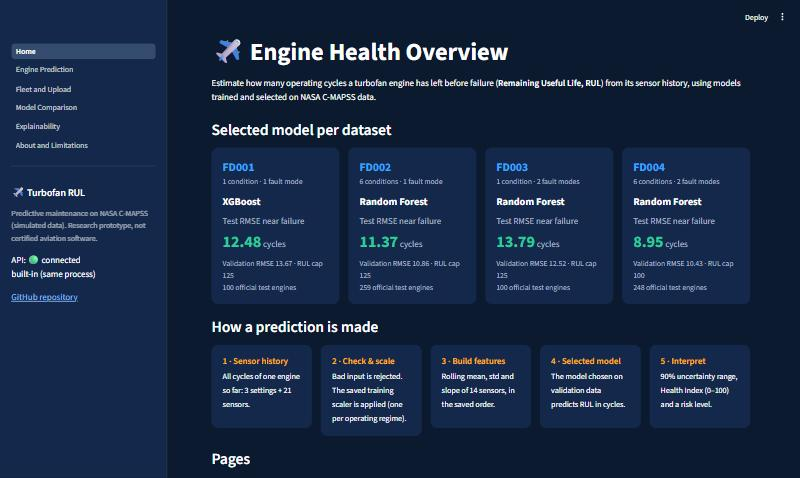 Deploy
Home
Engine Prediction
Fleet and Upload
Model Comparison
Explainability
About and Limitations
Turbofan RUL
Predictive maintenance on NASA C-MAPSS
(simulated data). Research prototype, not
certified aviation software.
API: connected
built-in (same process)
GitHub repository
Engine Health Overview
Estimate how many operating cycles a turbofan engine has left before failure (Remaining Useful Life, RUL) from its sensor history, using models
trained and selected on NASA C-MAPSS data.
Selected model per dataset
FD001
1 condition · 1 fault mode
XGBoost
Test RMSE near failure
12.48 cycles
Validation RMSE 13.67 · RUL cap
125
100 official test engines
FD002
6 conditions · 1 fault mode
Random Forest
Test RMSE near failure
11.37 cycles
Validation RMSE 10.86 · RUL cap
125
259 official test engines
FD003
1 condition · 2 fault modes
Random Forest
Test RMSE near failure
13.79 cycles
Validation RMSE 12.52 · RUL cap
125
100 official test engines
FD004
6 conditions · 2 fault modes
Random Forest
Test RMSE near failure
8.95 cycles
Validation RMSE 10.43 · RUL cap
100
248 official test engines
How a prediction is made
1 · Sensor history
All cycles of one engine
so far: 3 settings + 21
sensors.
2 · Check & scale
Bad input is rejected.
The saved training
scaler is applied (one
per operating regime).
3 · Build features
Rolling mean, std and
slope of 14 sensors, in
the saved order.
4 · Selected model
The model chosen on
validation data
predicts RUL in cycles.
5 · Interpret
90% uncertainty range,
Health Index (0–100)
and a risk level.
Pages